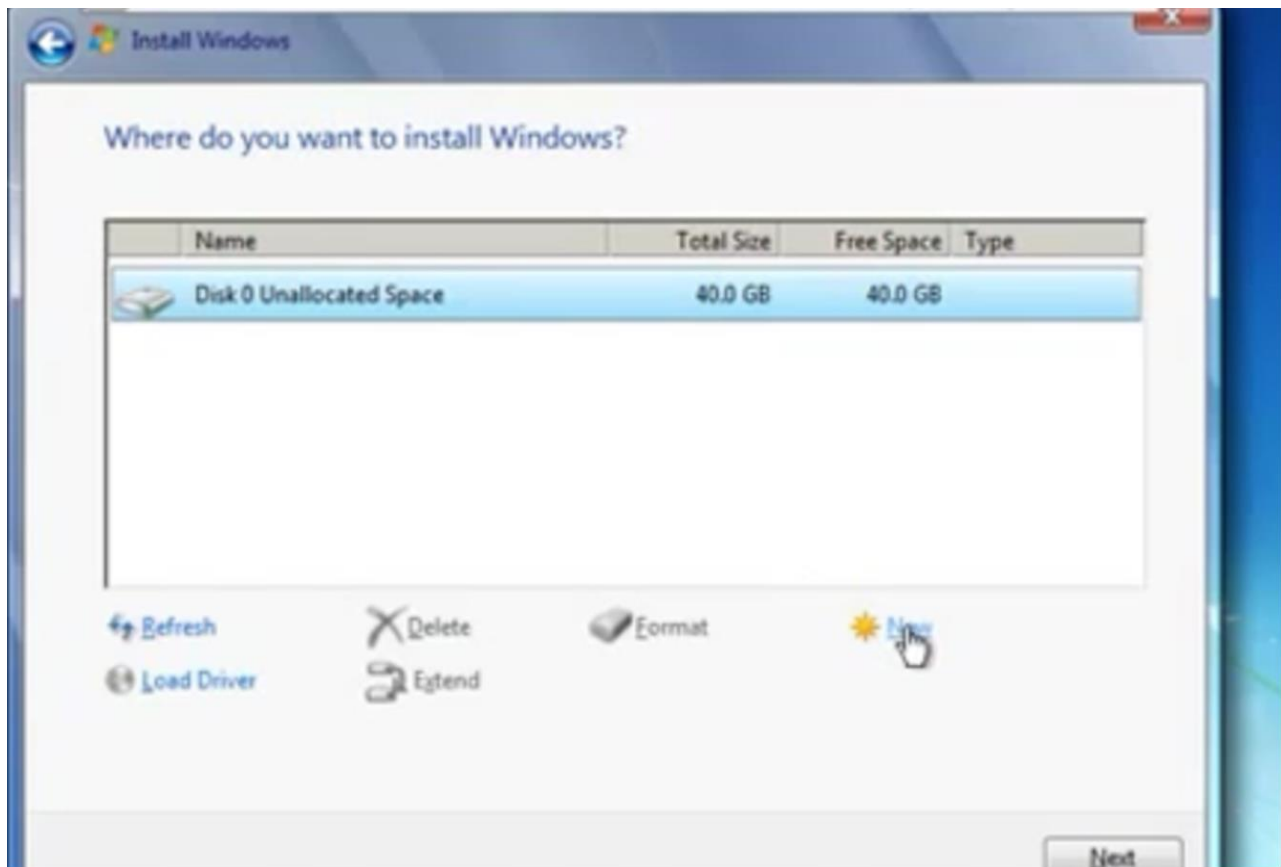 Install Windows
Where do you want to install Windows?
Name Total Size Free Space Type
Disk 0 Unallocated Space 40.0 GB 40.0 GB
Refresh Delete Format New
Load Driver Extend
Next